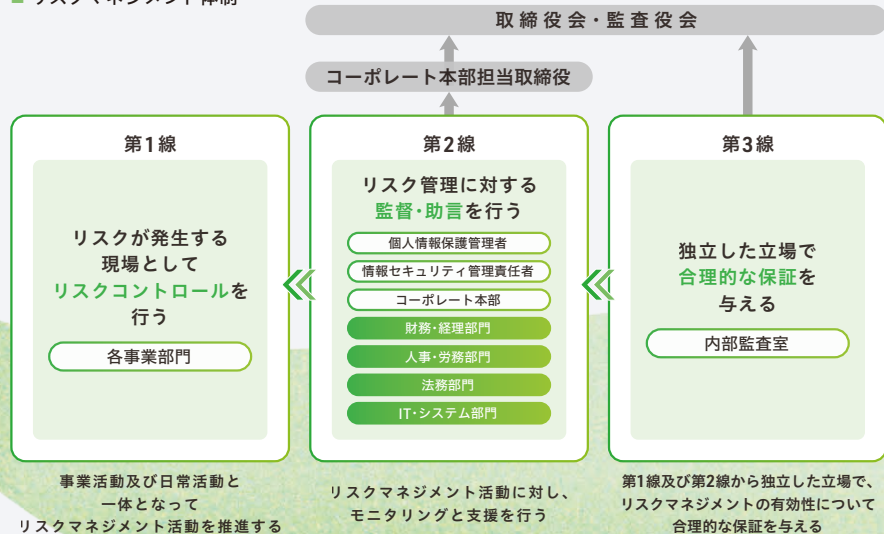 リスクマネジメント体制
取締役会・監査役会
コーポレート本部担当取締役
第1線
リスクが発生する
現場として
リスクコントロールを
行う
各事業部門
事業活動及び日常活動と
一体となって
リスクマネジメント活動を推進する
第2線
リスク管理に対する
監督・助言を行う
個人情報保護管理者
情報セキュリティ管理責任者
コーポレート本部
財務・経理部門
人事・労務部門
法務部門
IT・システム部門
リスクマネジメント活動に対し、
モニタリングと支援を行う
第3線
独立した立場で
合理的な保証を
与える
内部監査室
第1線及び第2線から独立した立場で、
リスクマネジメントの有効性について
合理的な保証を与える